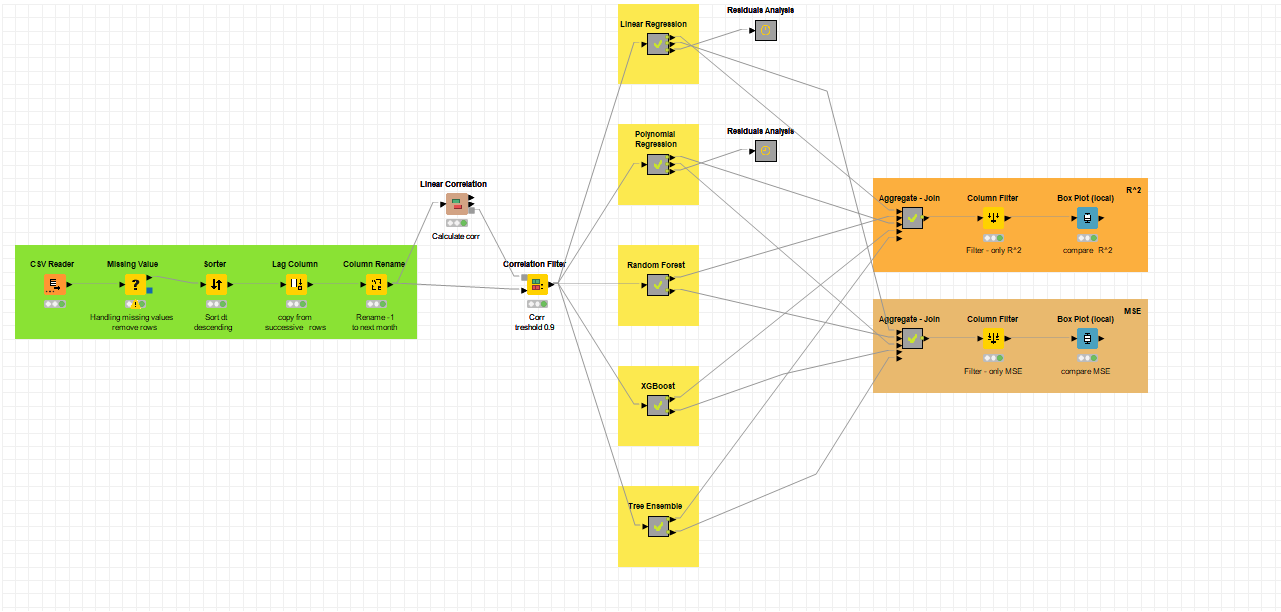 Linear Regression
Residuals Analysis
Polynomial
Regression
Residuals Analysis
Linear Correlation
Calculate corr
R^2
Aggregate - Join
Column Filter
Box Plot (local)
Filter - only R^2
compare R^2
CSV Reader
Missing Value
Sorter
Lag Column
Column Rename
Handling missing values
remove rows
Sort dt
descending
copy from
successive rows
Rename -1
to next month
Correlation Filter
Corr
treshold 0.9
Random Forest
MSE
Aggregate - Join
Column Filter
Box Plot (local)
Filter - only MSE
compare MSE
XGBoost
Tree Ensemble